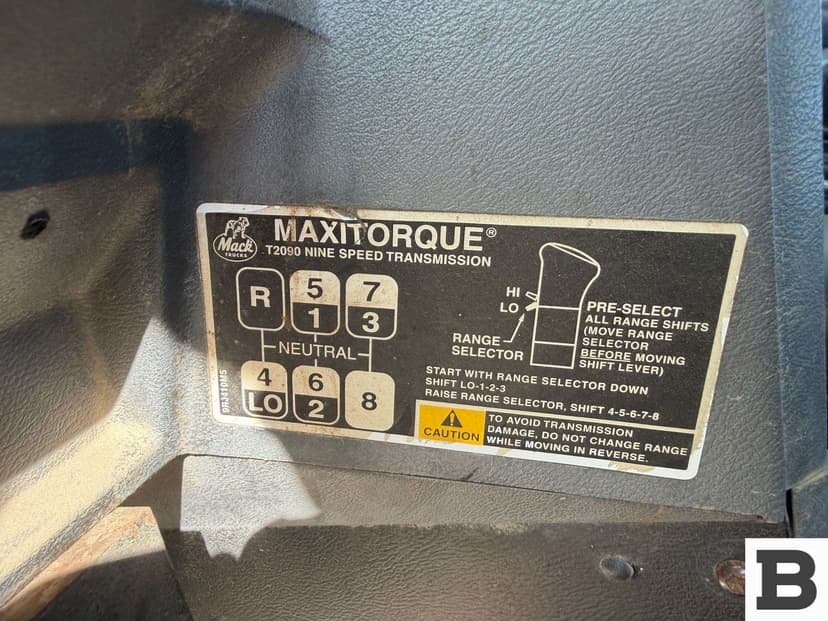 Mack
TRUCKS
MAXITORQUE®
T2090 NINE SPEED TRANSMISSION
R
5
1
7
3
NEUTRAL
4
LO
6
2
8
HI
LO
RANGE
SELECTOR
PRE-SELECT
ALL RANGE SHIFTS
(MOVE RANGE
SELECTOR
BEFORE MOVING
SHIFT LEVER)
START WITH RANGE SELECTOR DOWN
SHIFT LO-1-2-3
RAISE RANGE SELECTOR, SHIFT 4-5-6-7-8
CAUTION
TO AVOID TRANSMISSION
DAMAGE, DO NOT CHANGE RANGE
WHILE MOVING IN REVERSE.
B